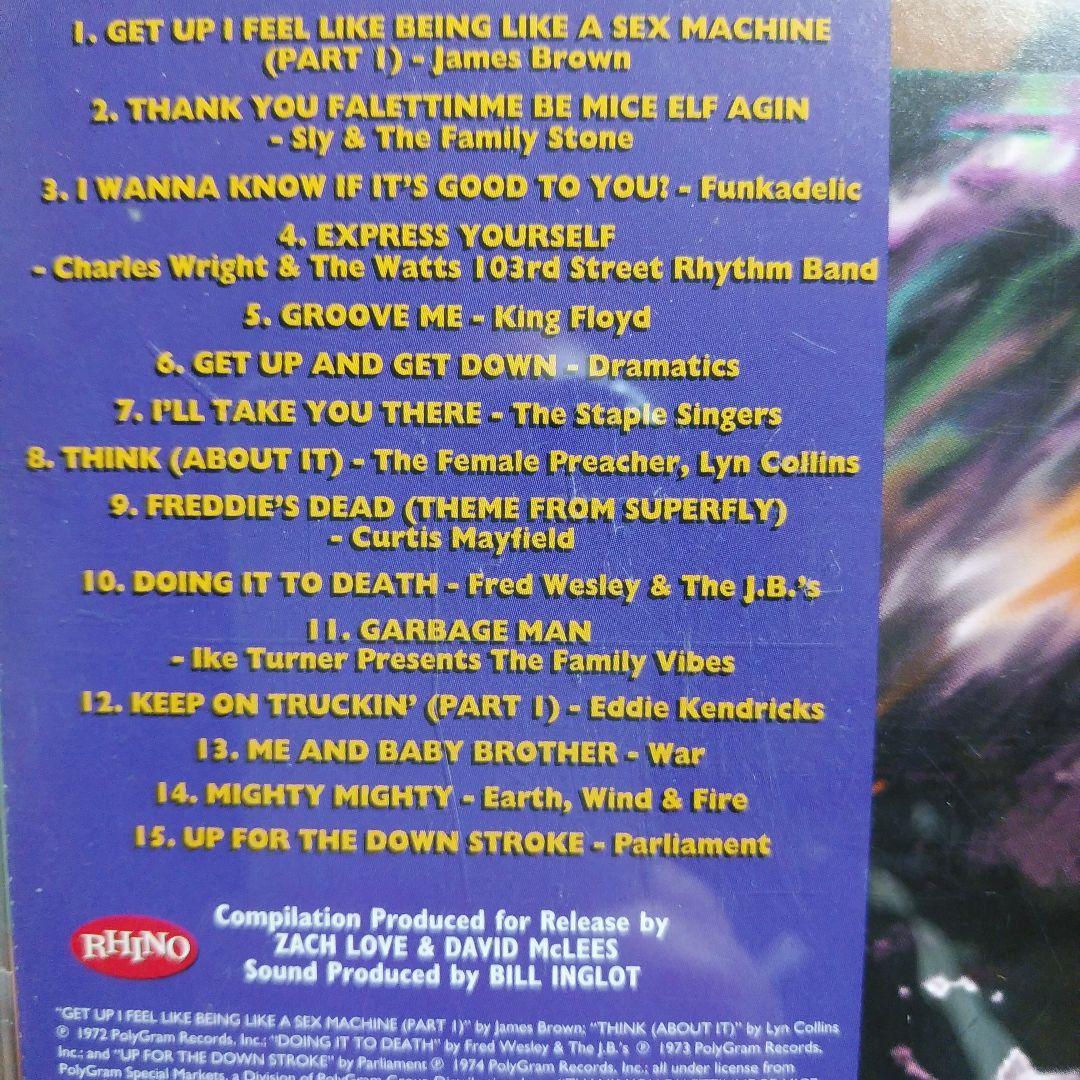 1. GET UP I FEEL LIKE BEING LIKE A SEX MACHINE
(PART 1) - James Brown
2. THANK YOU FALETTINME BE MICE ELF AGIN
- Sly & The Family Stone
3. I WANNA KNOW IF IT'S GOOD TO YOU? - Funkadelic
4. EXPRESS YOURSELF
- Charles Wright & The Watts 103rd Street Rhythm Band
5. GROOVE ME - King Floyd
6. GET UP AND GET DOWN - Dramatics
7. I'LL TAKE YOU THERE - The Staple Singers
8. THINK (ABOUT IT) - The Female Preacher, Lyn Collins
9. FREDDIE'S DEAD (THEME FROM SUPERFLY)
- Curtis Mayfield
10. DOING IT TO DEATH - Fred Wesley & The J.B.'s
11. GARBAGE MAN
- Ike Turner Presents The Family Vibes
12. KEEP ON TRUCKIN' (PART 1) - Eddie Kendricks
13. ME AND BABY BROTHER - War
14. MIGHTY MIGHTY - Earth, Wind & Fire
15. UP FOR THE DOWN STROKE - Parliament
RHINO
Compilation Produced for Release by
ZACH LOVE & DAVID McLEES
Sound Produced by BILL INGLOT
"GET UP I FEEL LIKE BEING LIKE A SEX MACHINE (PART 1)" by James Brown; "THINK (ABOUT IT)" by Lyn Collins
℗ 1972 PolyGram Records, Inc.; "DOING IT TO DEATH" by Fred Wesley & The J.B.'s ℗ 1973 PolyGram Records,
Inc.; and "UP FOR THE DOWN STROKE" by Parliament ℗ 1974 PolyGram Records, Inc.; all under license from
PolyGram Special Markets, a Division of PolyGram Group